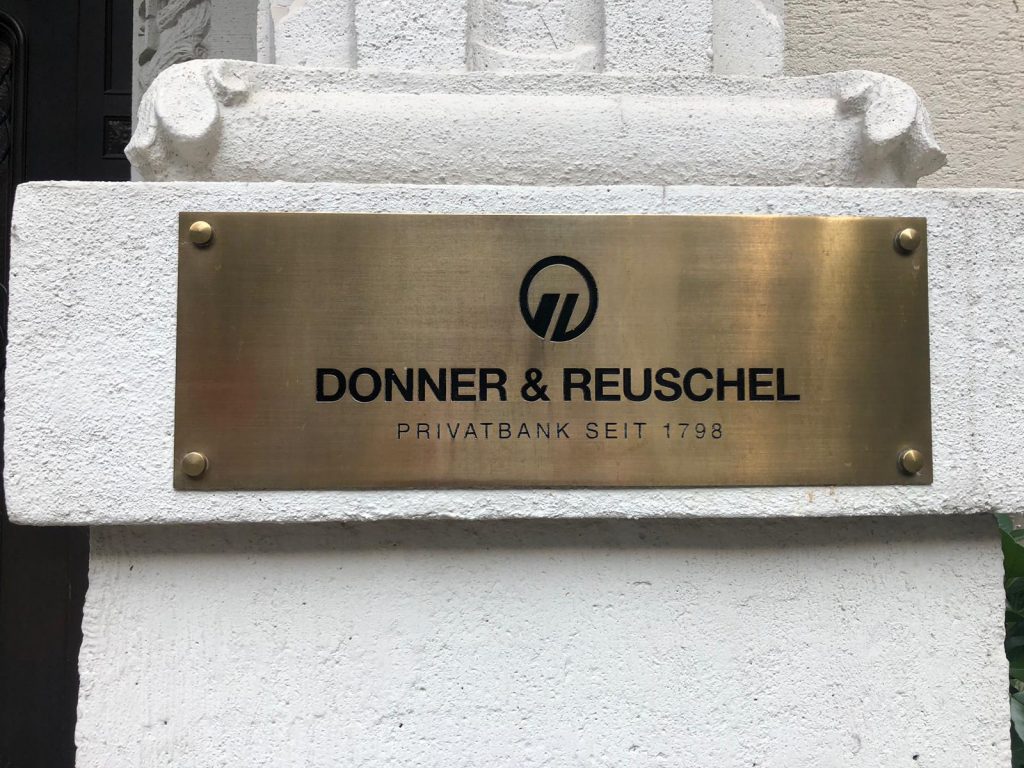 DONNER & REUSCHEL
PRIVATBANK SEIT 1798